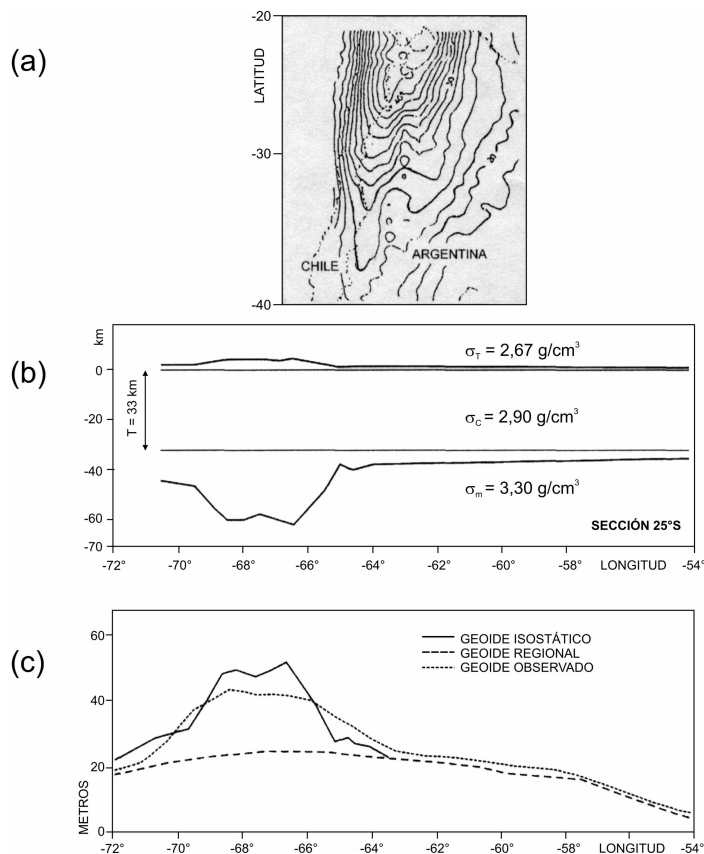 (a)
LATITUD
-20
-30
-40
CHILE
ARGENTINA
(b)
km
0
-20
-40
-60
-70
T = 33 km
σT = 2,67 g/cm³
σC = 2,90 g/cm³
σm = 3,30 g/cm³
SECCIÓN 25°S
-72° -70° -68° -66° -64° -62° -60° -58° LONGITUD -54°
(c)
METROS
60
40
20
0
GEOIDE ISOSTÁTICO
GEOIDE REGIONAL
GEOIDE OBSERVADO
-72° -70° -68° -66° -64° -62° -60° -58° LONGITUD -54°